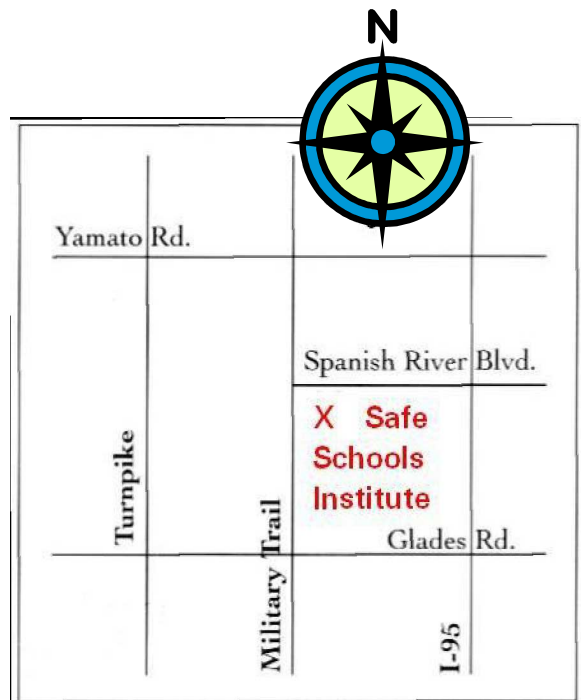 N
Yamato Rd.
Spanish River Blvd.
X Safe
Schools
Institute
Turnpike
Military Trail
Glades Rd.
I-95